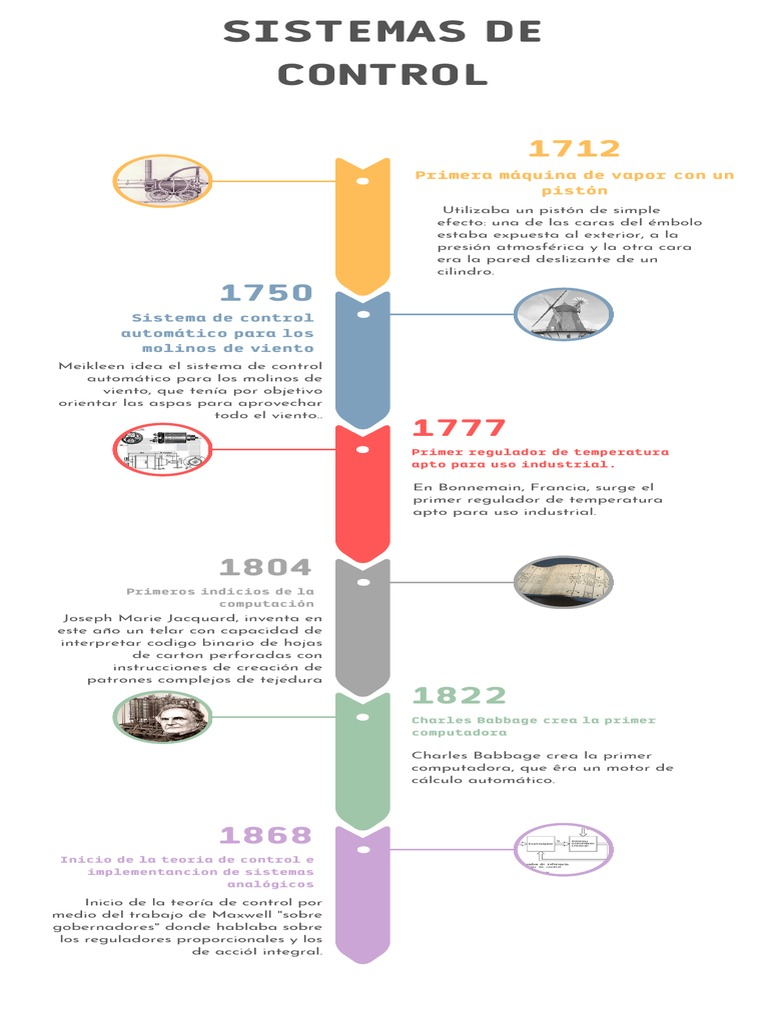 SISTEMAS DE
CONTROL
1712
Primera máquina de vapor con un
pistón
Utilizaba un pistón de simple
efecto: una de las caras del émbolo
estaba expuesta al exterior, a la
presión atmosférica y la otra cara
era la pared deslizante de un
cilindro.
1750
Sistema de control
automático para los
molinos de viento
Meikleen idea el sistema de control
automático para los molinos de
viento, que tenía por objetivo
orientar las aspas para aprovechar
todo el viento..
1777
Primer regulador de temperatura
apto para uso industrial.
En Bonnemain, Francia, surge el
primer regulador de temperatura
apto para uso industrial.
1804
Primeros indicios de la
computación
Joseph Marie Jacquard, inventa en
este año un telar con capacidad de
interpretar codigo binario de hojas
de carton perforadas con
instrucciones de creación de
patrones complejos de tejedura
1822
Charles Babbage crea la primer
computadora
Charles Babbage crea la primer
computadora, que êra un motor de
cálculo automático.
1868
Inicio de la teoria de control e
implementancion de sistemas
analógicos
Inicio de la teoría de control por
medio del trabajo de Maxwell "sobre
gobernadores" donde hablaba sobre
los reguladores proporcionales y los
de acciól integral.